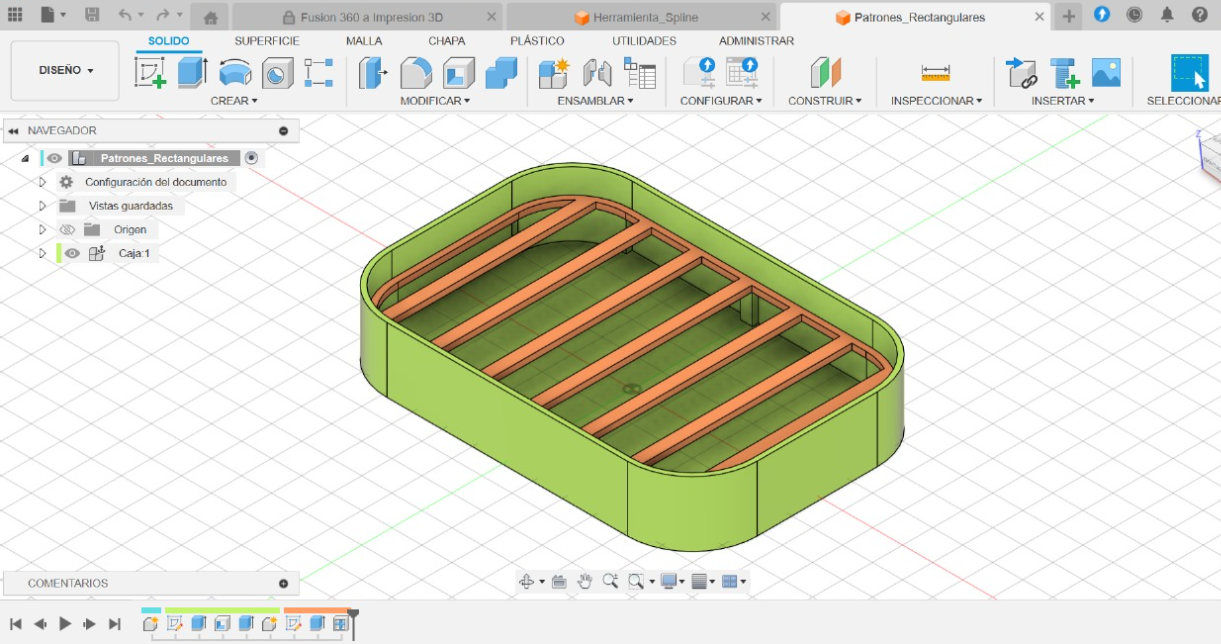 Fusion 360 a Impresion 3D
Herramienta_Spline
Patrones_Rectangulares
SOLIDO SUPERFICIE MALLA CHAPA PLÁSTICO UTILIDADES ADMINISTRAR
DISEÑO
CREAR MODIFICAR ENSAMBLAR CONFIGURAR CONSTRUIR INSPECCIONAR INSERTAR SELECCIONAR
NAVEGADOR
Patrones_Rectangulares
Configuración del documento
Vistas guardadas
Origen
Caja:1
Z
COMENTARIOS